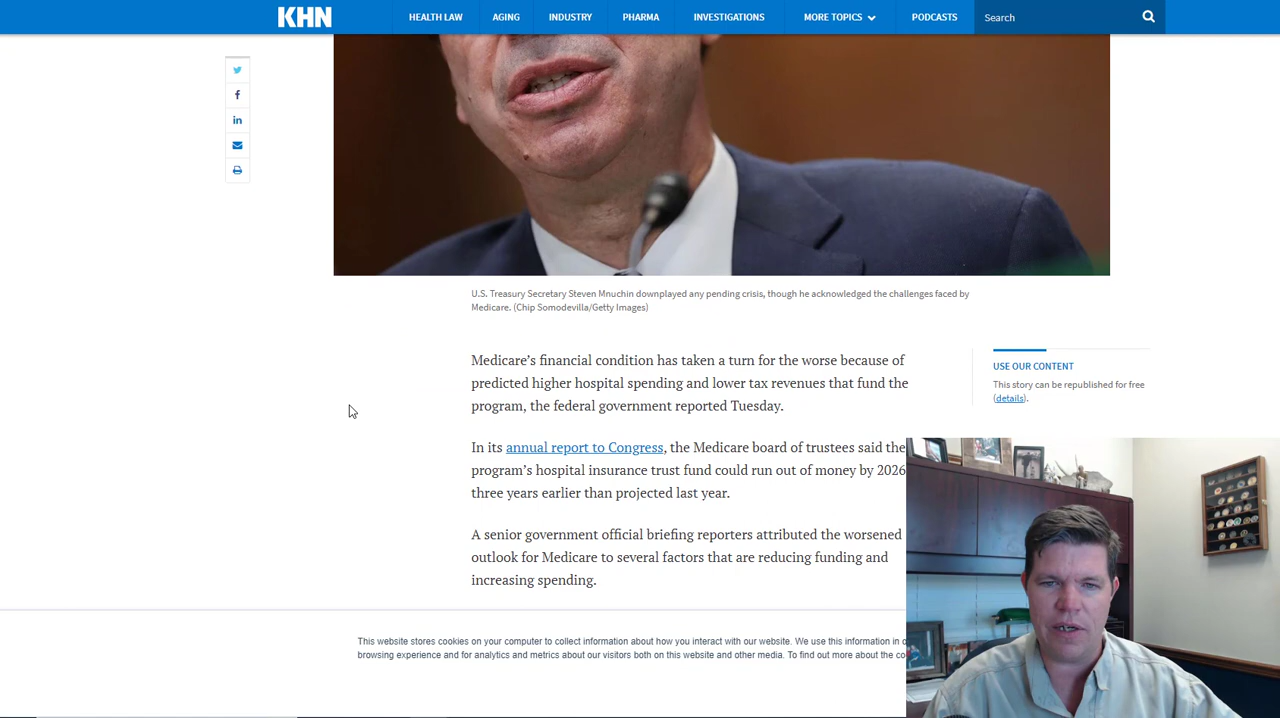 KHN
HEALTH LAW AGING INDUSTRY PHARMA INVESTIGATIONS MORE TOPICS PODCASTS Search
U.S. Treasury Secretary Steven Mnuchin downplayed any pending crisis, though he acknowledged the challenges faced by
Medicare. (Chip Somodevilla/Getty Images)
Medicare’s financial condition has taken a turn for the worse because of
predicted higher hospital spending and lower tax revenues that fund the
program, the federal government reported Tuesday.
USE OUR CONTENT
This story can be republished for free
(details).
In its annual report to Congress, the Medicare board of trustees said the
program’s hospital insurance trust fund could run out of money by 2026
three years earlier than projected last year.
A senior government official briefing reporters attributed the worsened
outlook for Medicare to several factors that are reducing funding and
increasing spending.
This website stores cookies on your computer to collect information about how you interact with our website. We use this information in
browsing experience and for analytics and metrics about our visitors both on this website and other media. To find out more about the